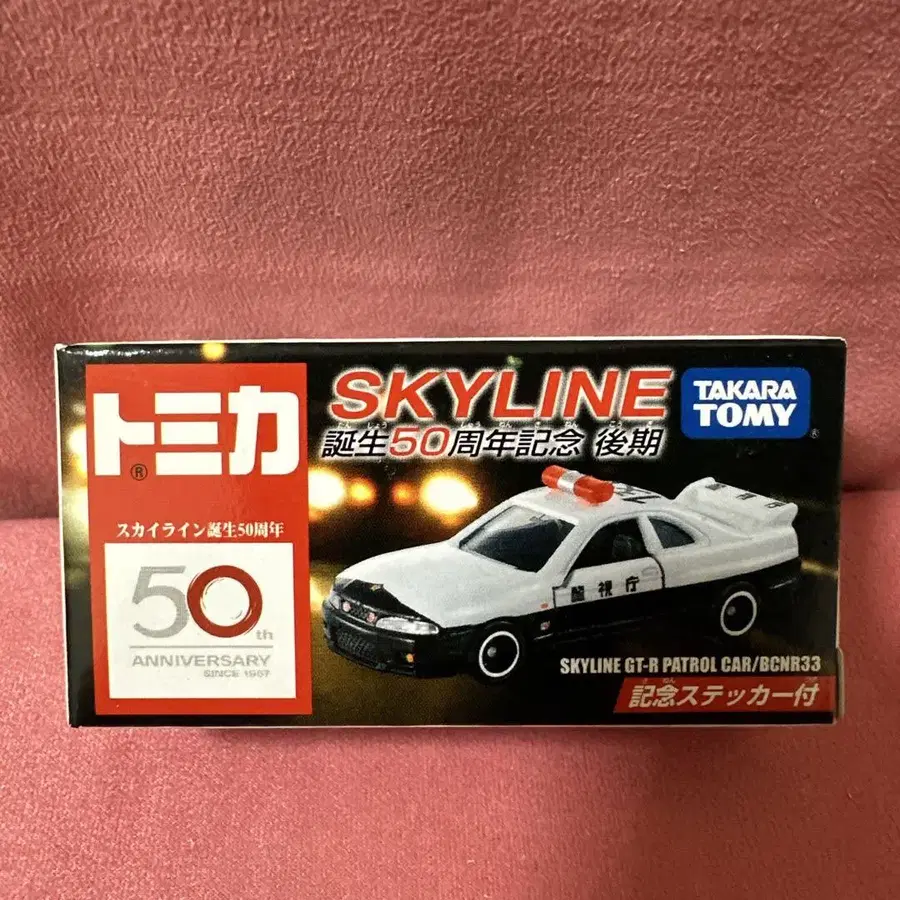 トミカ
®
スカイライン誕生50周年
50th
ANNIVERSARY
SINCE 1957
SKYLINE
誕生50周年記念 後期
TAKARA
TOMY
®
警視庁
SKYLINE GT-R PATROL CAR/BCNR33
記念ステッカー付